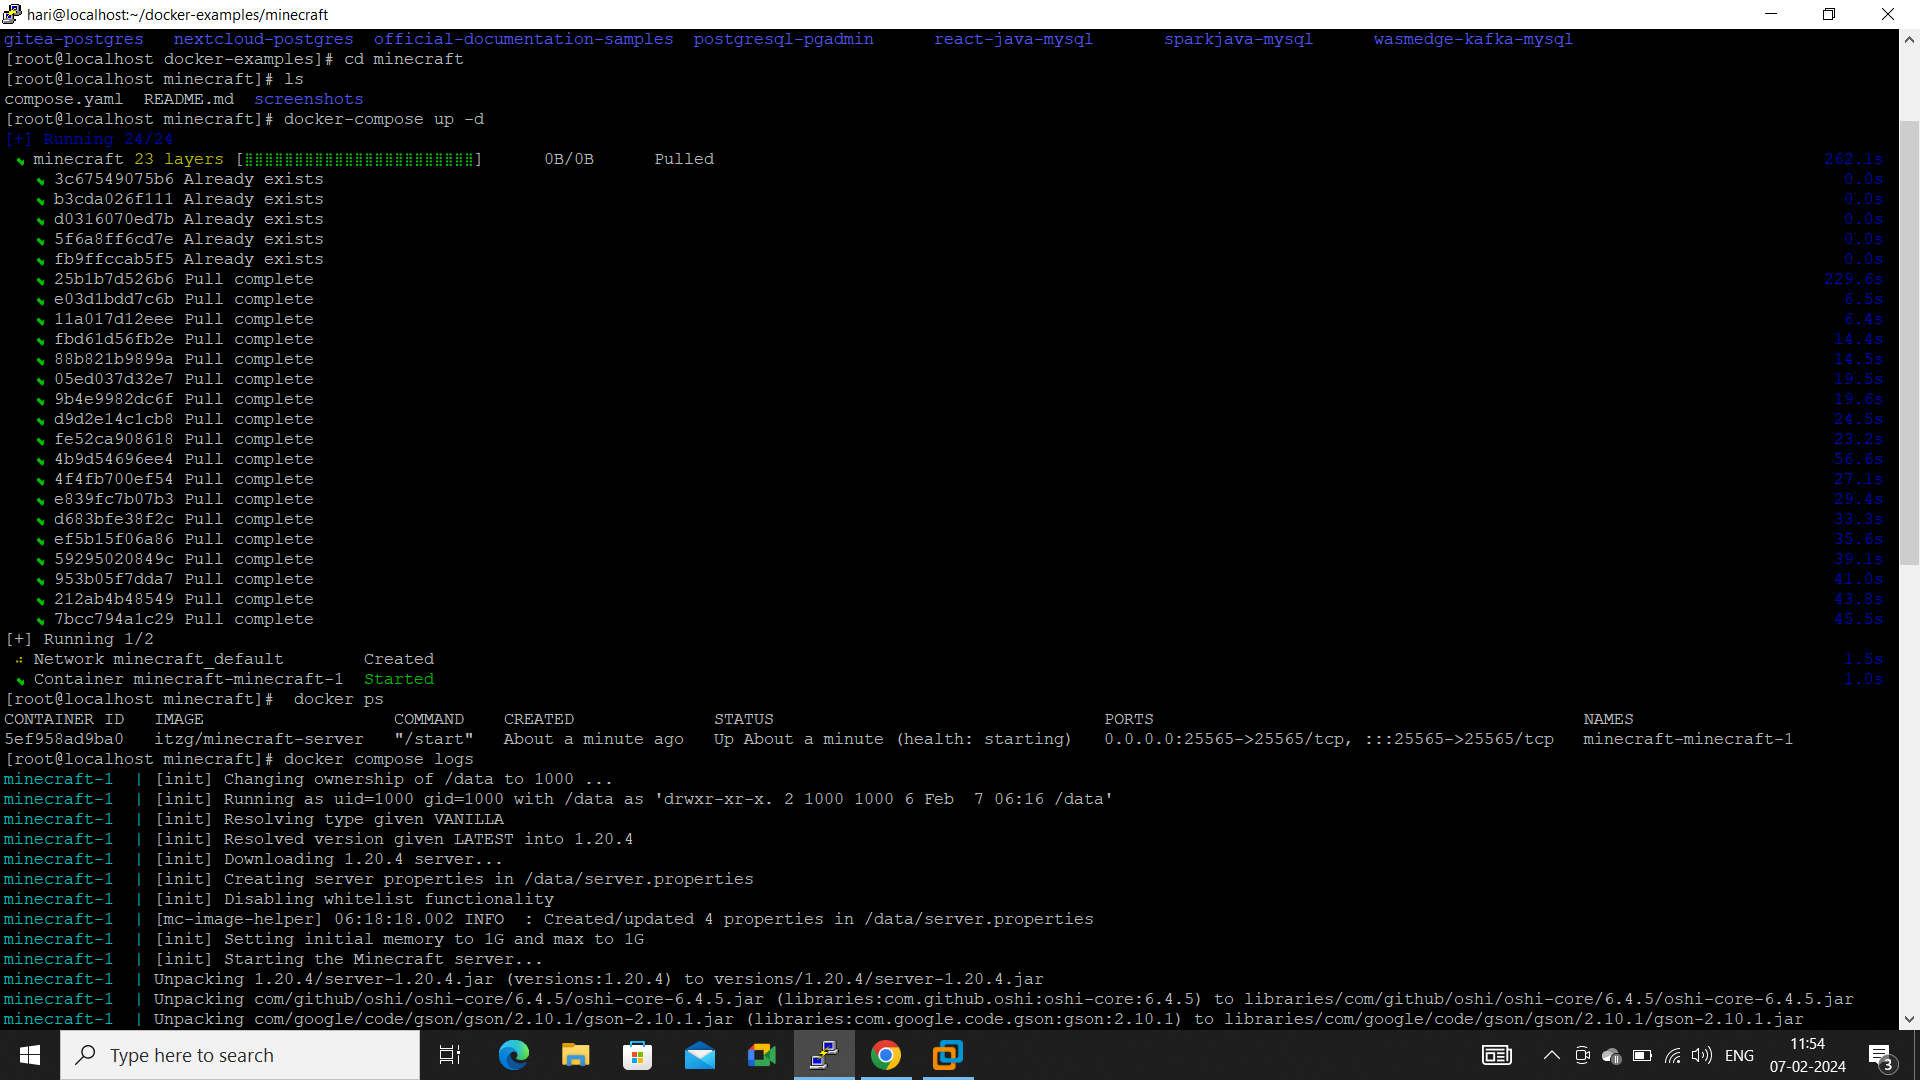 hari@localhost:~/docker-examples/minecraft
gitea-postgres nextcloud-postgres official-documentation-samples postgresql-pgadmin react-java-mysql sparkjava-mysql wasmedge-kafka-mysql
[root@localhost docker-examples]# cd minecraft
[root@localhost minecraft]# ls
compose.yaml README.md screenshots
[root@localhost minecraft]# docker-compose up -d
[+] Running 24/24
minecraft 23 layers [⣿⣿⣿⣿⣿⣿⣿⣿⣿⣿⣿⣿⣿⣿⣿⣿⣿⣿⣿⣿⣿⣿⣿] 0B/0B Pulled 262.1s
3c67549075b6 Already exists 0.0s
b3cda026f111 Already exists 0.0s
d0316070ed7b Already exists 0.0s
5f6a8ff6cd7e Already exists 0.0s
fb9ffccab5f5 Already exists 0.0s
25b1b7d526b6 Pull complete 229.6s
e03d1bdd7c6b Pull complete 6.5s
11a017d12eee Pull complete 6.4s
fbd61d56fb2e Pull complete 14.4s
88b821b9899a Pull complete 14.5s
05ed037d32e7 Pull complete 19.5s
9b4e9982dc6f Pull complete 19.6s
d9d2e14c1cb8 Pull complete 24.5s
fe52ca908618 Pull complete 23.2s
4b9d54696ee4 Pull complete 56.6s
4f4fb700ef54 Pull complete 27.1s
e839fc7b07b3 Pull complete 29.4s
d683bfe38f2c Pull complete 33.3s
ef5b15f06a86 Pull complete 35.6s
59295020849c Pull complete 39.1s
953b05f7dda7 Pull complete 41.0s
212ab4b48549 Pull complete 43.8s
7bcc794a1c29 Pull complete 45.5s
[+] Running 1/2
Network minecraft_default Created 1.5s
Container minecraft-minecraft-1 Started 1.0s
[root@localhost minecraft]# docker ps
CONTAINER ID IMAGE COMMAND CREATED STATUS PORTS NAMES
5ef958ad9ba0 itzg/minecraft-server "/start" About a minute ago Up About a minute (health: starting) 0.0.0.0:25565->25565/tcp, :::25565->25565/tcp minecraft-minecraft-1
[root@localhost minecraft]# docker compose logs
minecraft-1 | [init] Changing ownership of /data to 1000 ...
minecraft-1 | [init] Running as uid=1000 gid=1000 with /data as 'drwxr-xr-x. 2 1000 1000 6 Feb 7 06:16 /data'
minecraft-1 | [init] Resolving type given VANILLA
minecraft-1 | [init] Resolved version given LATEST into 1.20.4
minecraft-1 | [init] Downloading 1.20.4 server...
minecraft-1 | [init] Creating server properties in /data/server.properties
minecraft-1 | [init] Disabling whitelist functionality
minecraft-1 | [mc-image-helper] 06:18:18.002 INFO : Created/updated 4 properties in /data/server.properties
minecraft-1 | [init] Setting initial memory to 1G and max to 1G
minecraft-1 | [init] Starting the Minecraft server...
minecraft-1 | Unpacking 1.20.4/server-1.20.4.jar (versions:1.20.4) to versions/1.20.4/server-1.20.4.jar
minecraft-1 | Unpacking com/github/oshi/oshi-core/6.4.5/oshi-core-6.4.5.jar (libraries:com.github.oshi:oshi-core:6.4.5) to libraries/com/github/oshi/oshi-core/6.4.5/oshi-core-6.4.5.jar
minecraft-1 | Unpacking com/google/code/gson/gson/2.10.1/gson-2.10.1.jar (libraries:com.google.code.gson:gson:2.10.1) to libraries/com/google/code/gson/gson/2.10.1/gson-2.10.1.jar
Type here to search
ENG
11:54
07-02-2024
3